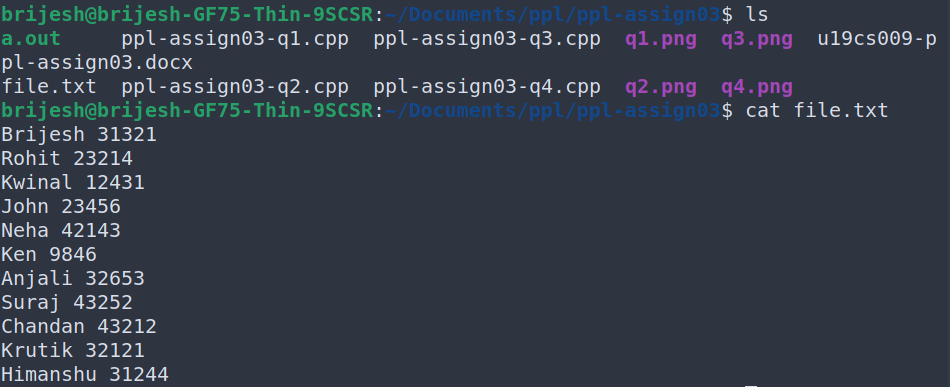 brijesh@brijesh-GF75-Thin-9SCSR:~/Documents/ppl/ppl-assign03$ ls
a.out     ppl-assign03-q1.cpp  ppl-assign03-q3.cpp  q1.png  q3.png  u19cs009-p
pl-assign03.docx
file.txt  ppl-assign03-q2.cpp  ppl-assign03-q4.cpp  q2.png  q4.png
brijesh@brijesh-GF75-Thin-9SCSR:~/Documents/ppl/ppl-assign03$ cat file.txt
Brijesh 31321
Rohit 23214
Kwinal 12431
John 23456
Neha 42143
Ken 9846
Anjali 32653
Suraj 43252
Chandan 43212
Krutik 32121
Himanshu 31244